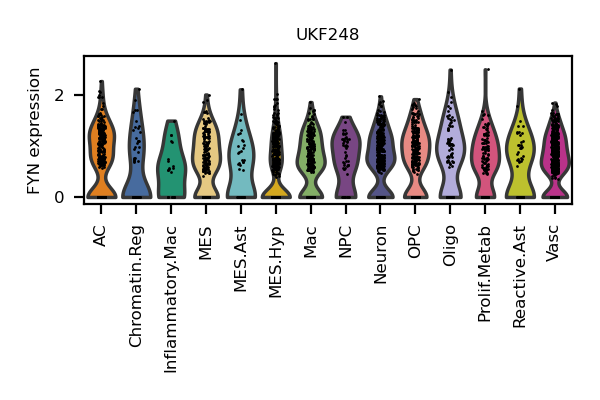 UKF248
FYN expression
2
0
AC
Chromatin.Reg
Inflammatory.Mac
MES
MES.Ast
MES.Hyp
Mac
NPC
Neuron
OPC
Oligo
Prolif.Metab
Reactive.Ast
Vasc